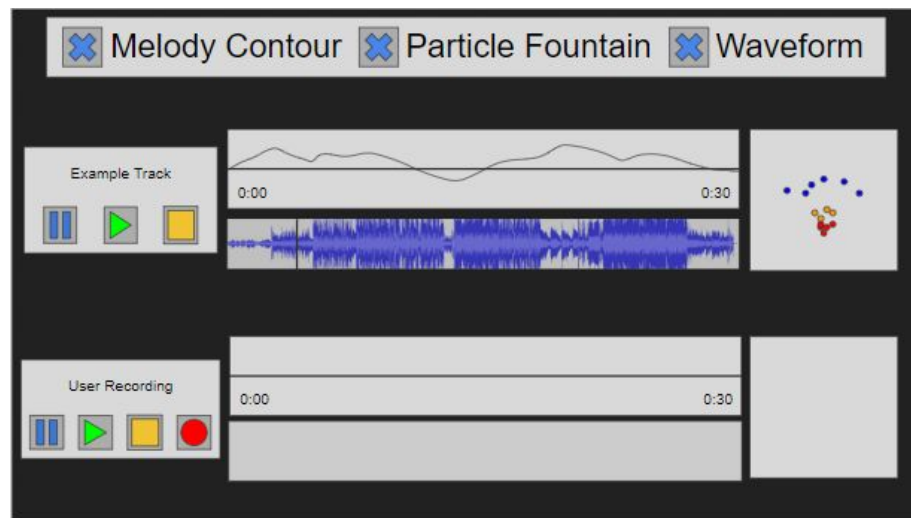 Melody Contour Particle Fountain Waveform
Example Track
0:00 0:30
User Recording
0:00 0:30